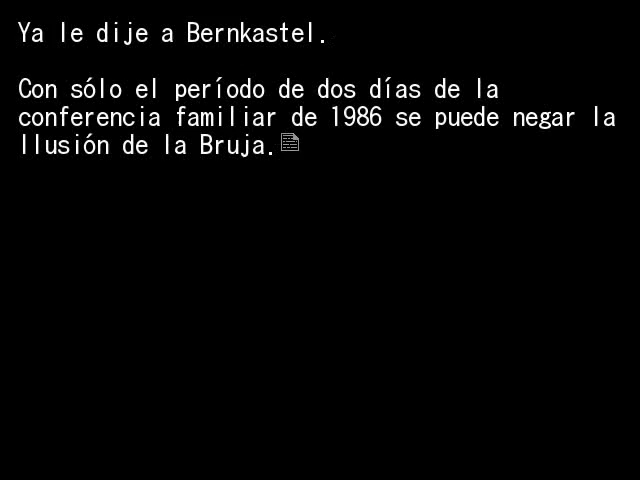 Ya le dije a Bernkastel.
Con sólo el período de dos días de la
conferencia familiar de 1986 se puede negar la
Ilusión de la Bruja.